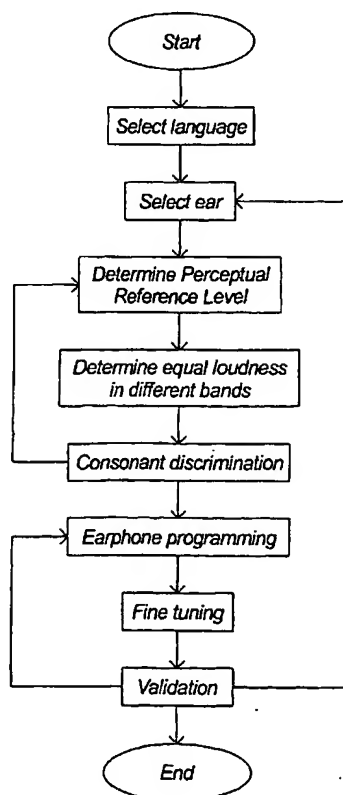 Start
Select language
Select ear
Determine Perceptual
Reference Level
Determine equal loudness
in different bands
Consonant discrimination
Earphone programming
Fine tuning
Validation
End